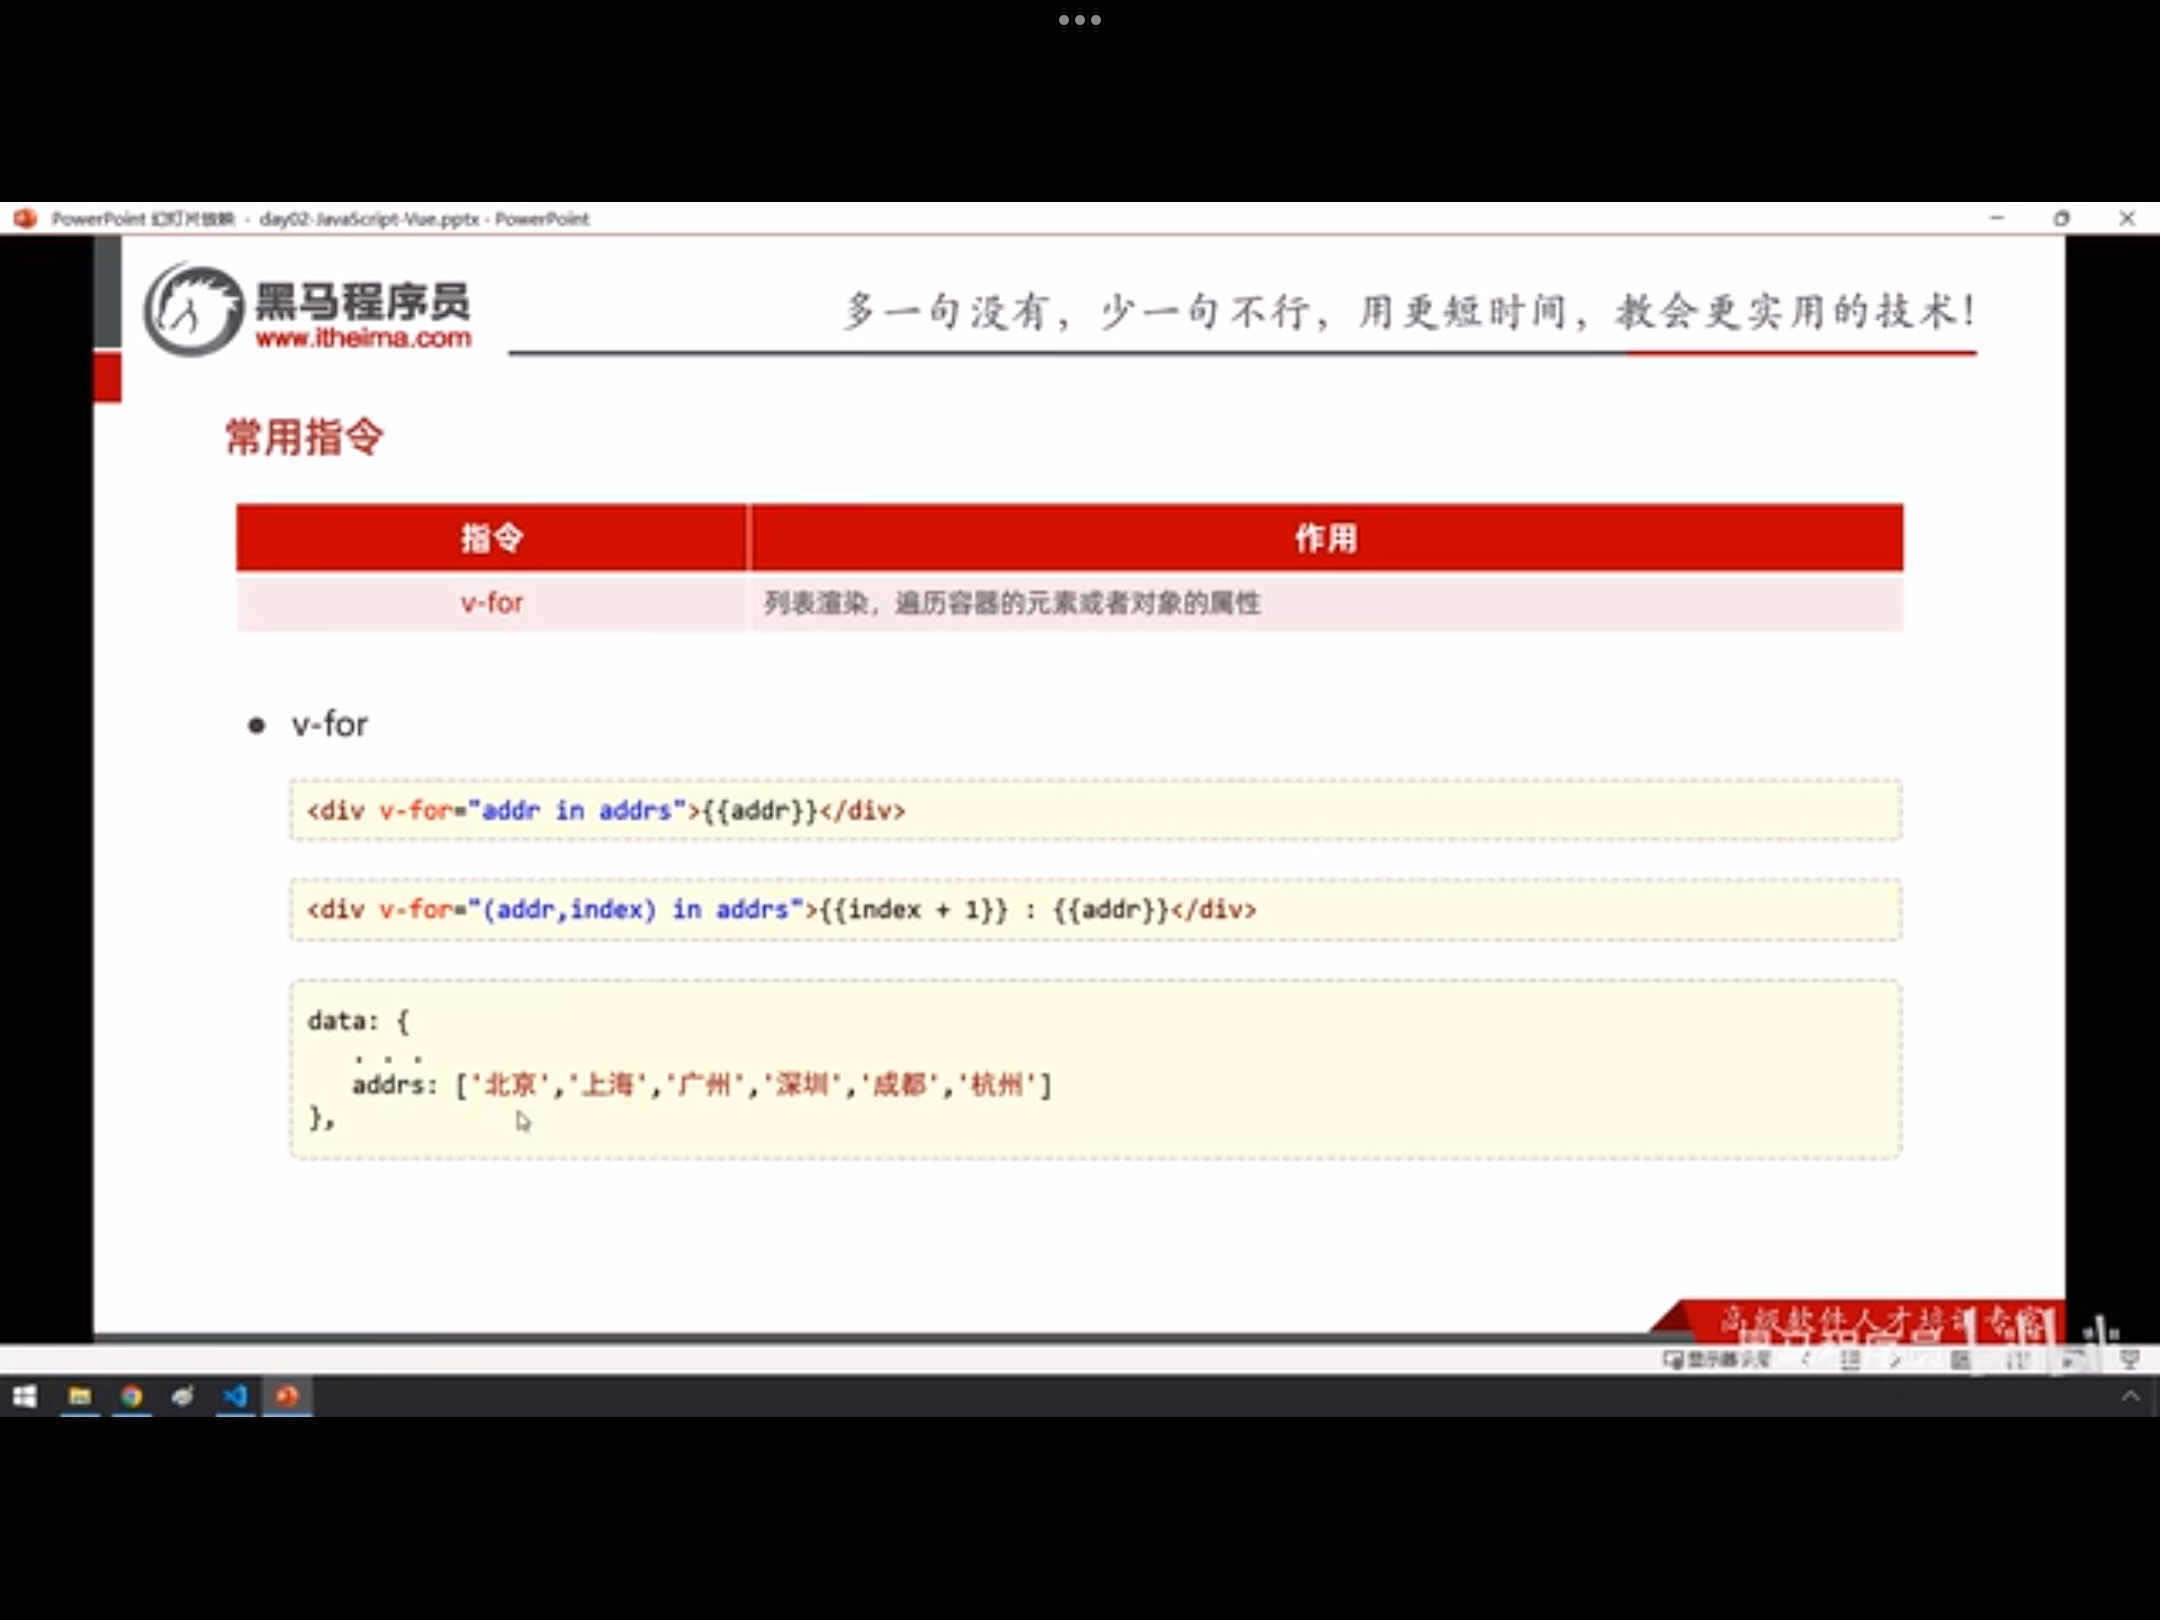 PowerPoint 幻灯片放映 - day02-JavaScript-Vue.pptx - PowerPoint
黑马程序员
www.itheima.com
多一句没有，少一句不行，用更短时间，教会更实用的技术！
常用指令
指令 作用
v-for 列表渲染，遍历容器的元素或者对象的属性
● v-for
<div v-for="addr in addrs">{{addr}}</div>
<div v-for="(addr,index) in addrs">{{index + 1}} : {{addr}}</div>
data: {
. . .
addrs: ['北京','上海','广州','深圳','成都','杭州']
},
高级软件人才培训专家